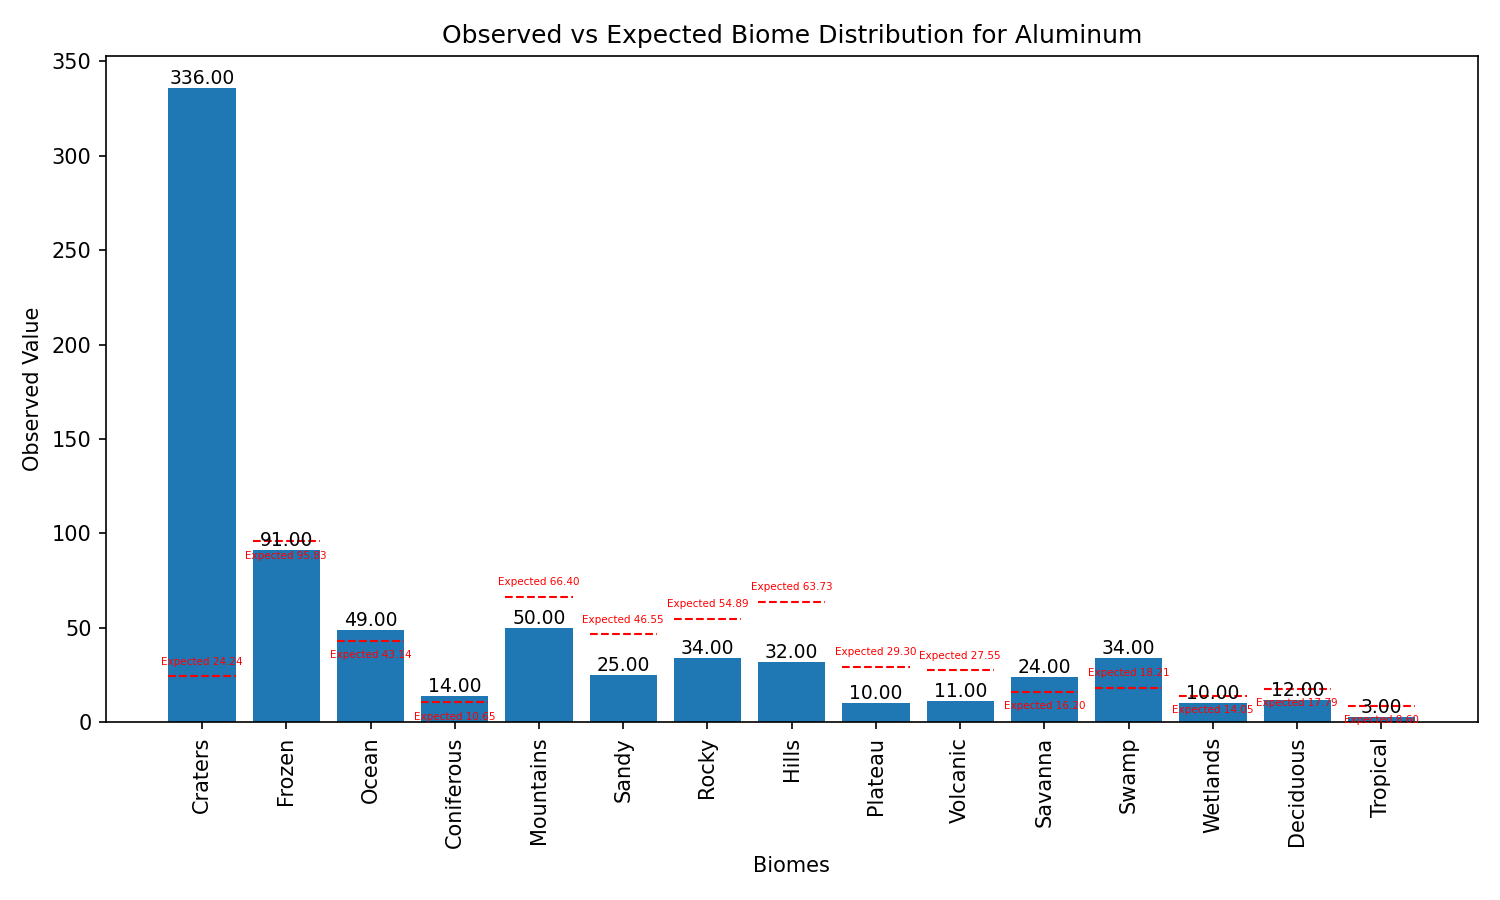 Observed vs Expected Biome Distribution for Aluminum
Observed Value
350
300
250
200
150
100
50
0
336.00
Expected 24.24
91.00
Expected 95.83
49.00
Expected 43.14
14.00
Expected 10.65
Expected 66.40
50.00
Expected 46.55
25.00
Expected 54.89
34.00
Expected 63.73
32.00
Expected 29.30
10.00
Expected 27.55
11.00
24.00
Expected 16.20
34.00
Expected 18.21
10.00
Expected 14.05
12.00
Expected 17.79
3.00
Expected 8.60
Craters
Frozen
Ocean
Coniferous
Mountains
Sandy
Rocky
Hills
Plateau
Volcanic
Savanna
Swamp
Wetlands
Deciduous
Tropical
Biomes